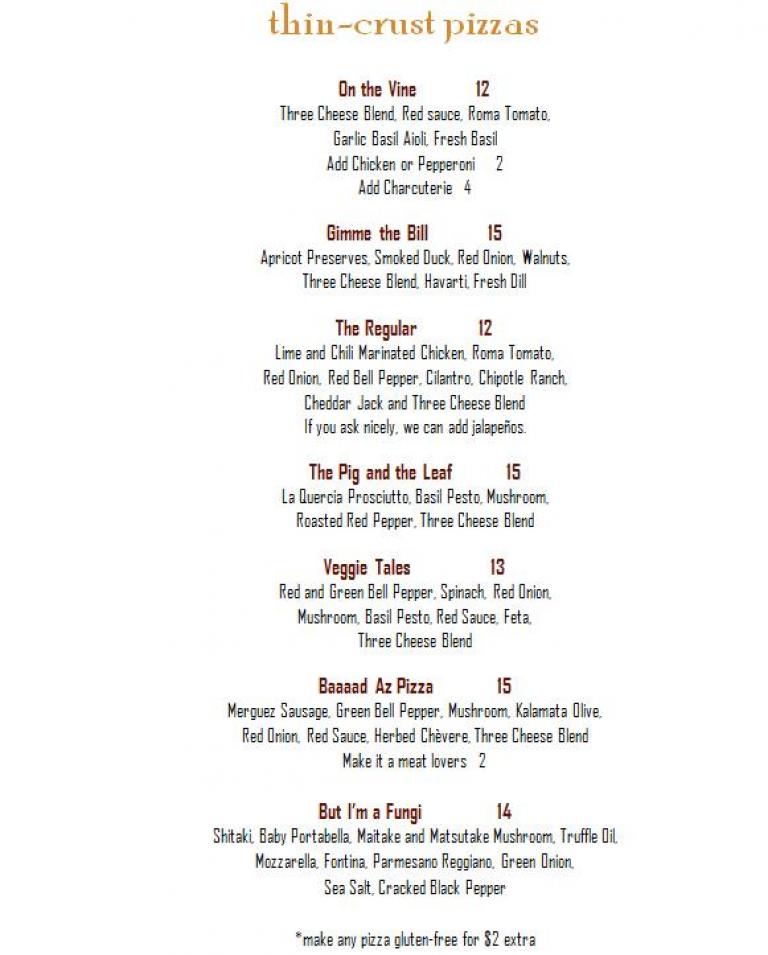 thin-crust pizzas
On the Vine 12
Three Cheese Blend, Red sauce, Roma Tomato,
Garlic Basil Aioli, Fresh Basil
Add Chicken or Pepperoni 2
Add Charcuterie 4
Gimme the Bill 15
Apricot Preserves, Smoked Duck, Red Onion, Walnuts,
Three Cheese Blend, Havarti, Fresh Dill
The Regular 12
Lime and Chili Marinated Chicken, Roma Tomato,
Red Onion, Red Bell Pepper, Cilantro, Chipotle Ranch,
Cheddar Jack and Three Cheese Blend
If you ask nicely, we can add jalapeños.
The Pig and the Leaf 15
La Quercia Prosciutto, Basil Pesto, Mushroom,
Roasted Red Pepper, Three Cheese Blend
Veggie Tales 13
Red and Green Bell Pepper, Spinach, Red Onion,
Mushroom, Basil Pesto, Red Sauce, Feta,
Three Cheese Blend
Baaaad Az Pizza 15
Merguez Sausage, Green Bell Pepper, Mushroom, Kalamata Olive,
Red Onion, Red Sauce, Herbed Chèvere, Three Cheese Blend
Make it a meat lovers 2
But I'm a Fungi 14
Shitaki, Baby Portabella, Maitake and Matsutake Mushroom, Truffle Oil,
Mozzarella, Fontina, Parmesano Reggiano, Green Onion,
Sea Salt, Cracked Black Pepper
*make any pizza gluten-free for $2 extra